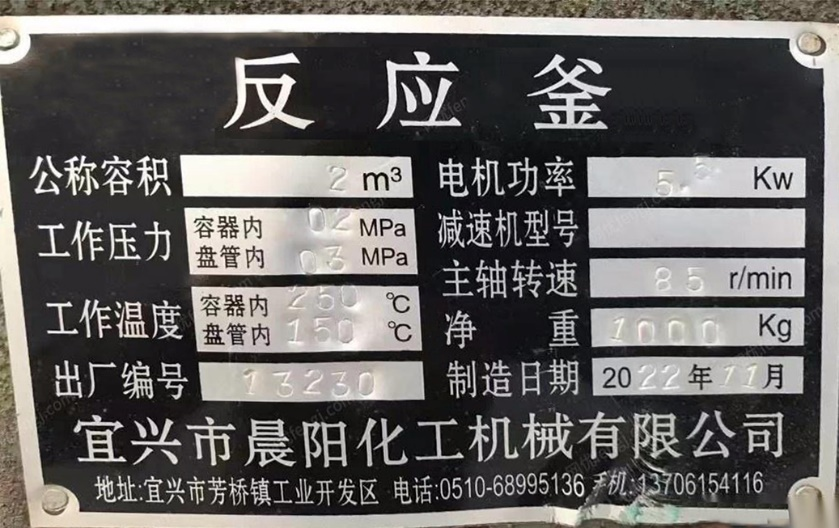 反应釜
公称容积 2 m³ 电机功率 5.5 Kw
工作压力 容器内 02 MPa 减速机型号
盘管内 03 MPa
主轴转速 85 r/min
工作温度 容器内 250 ℃
盘管内 150 ℃
净重 1000 Kg
出厂编号 13230 制造日期 2022年11月
宜兴市晨阳化工机械有限公司
地址:宜兴市芳桥镇工业开发区 电话:0510-68995136 手机:13706154116